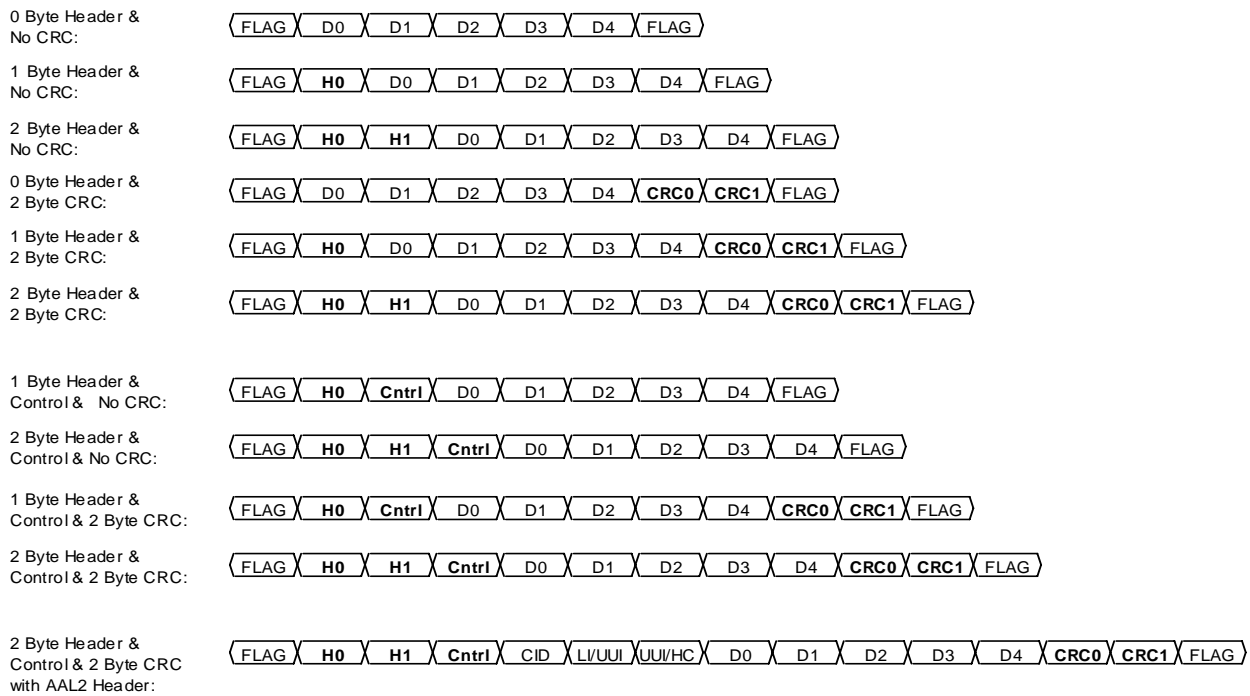 0 Byte Header &
No CRC:
FLAG D0 D1 D2 D3 D4 FLAG
1 Byte Header &
No CRC:
FLAG H0 D0 D1 D2 D3 D4 FLAG
2 Byte Header &
No CRC:
FLAG H0 H1 D0 D1 D2 D3 D4 FLAG
0 Byte Header &
2 Byte CRC:
FLAG D0 D1 D2 D3 D4 CRC0 CRC1 FLAG
1 Byte Header &
2 Byte CRC:
FLAG H0 D0 D1 D2 D3 D4 CRC0 CRC1 FLAG
2 Byte Header &
2 Byte CRC:
FLAG H0 H1 D0 D1 D2 D3 D4 CRC0 CRC1 FLAG
1 Byte Header &
Control & No CRC:
FLAG H0 Cntrl D0 D1 D2 D3 D4 FLAG
2 Byte Header &
Control & No CRC:
FLAG H0 H1 Cntrl D0 D1 D2 D3 D4 FLAG
1 Byte Header &
Control & 2 Byte CRC:
FLAG H0 Cntrl D0 D1 D2 D3 D4 CRC0 CRC1 FLAG
2 Byte Header &
Control & 2 Byte CRC:
FLAG H0 H1 Cntrl D0 D1 D2 D3 D4 CRC0 CRC1 FLAG
2 Byte Header &
Control & 2 Byte CRC
with AAL2 Header:
FLAG H0 H1 Cntrl CID LI/UUI UUI/HC D0 D1 D2 D3 D4 CRC0 CRC1 FLAG